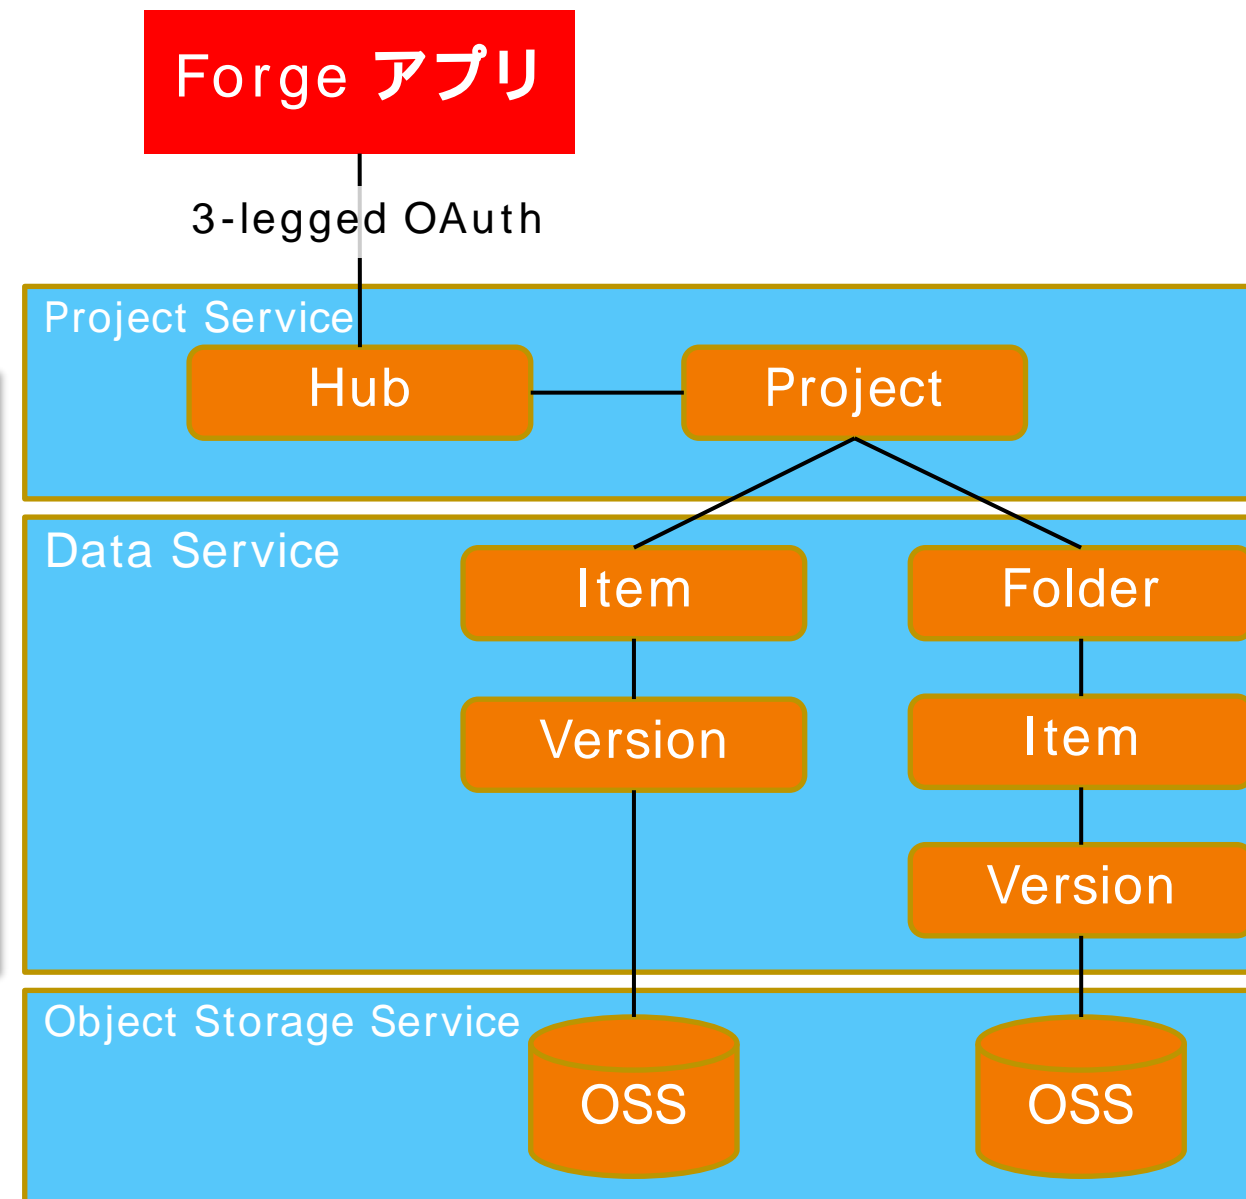 Forge アプリ
3-legged OAuth
Project Service
Hub
Project
Data Service
Item
Folder
Version
Item
Version
Object Storage Service
OSS
OSS